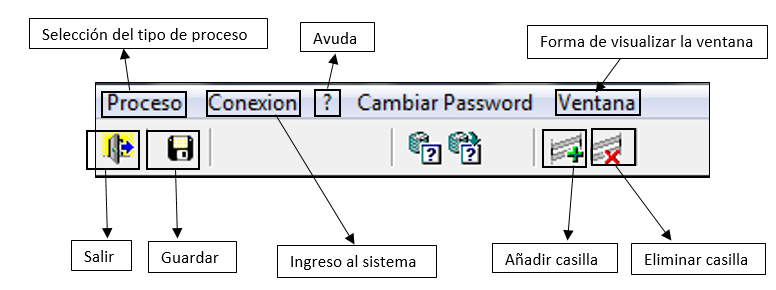 Selección del tipo de proceso
Avuda
Forma de visualizar la ventana
Proceso Conexion ? Cambiar Password Ventana
? ?
Salir
Guardar
Ingreso al sistema
Añadir casilla
Eliminar casilla